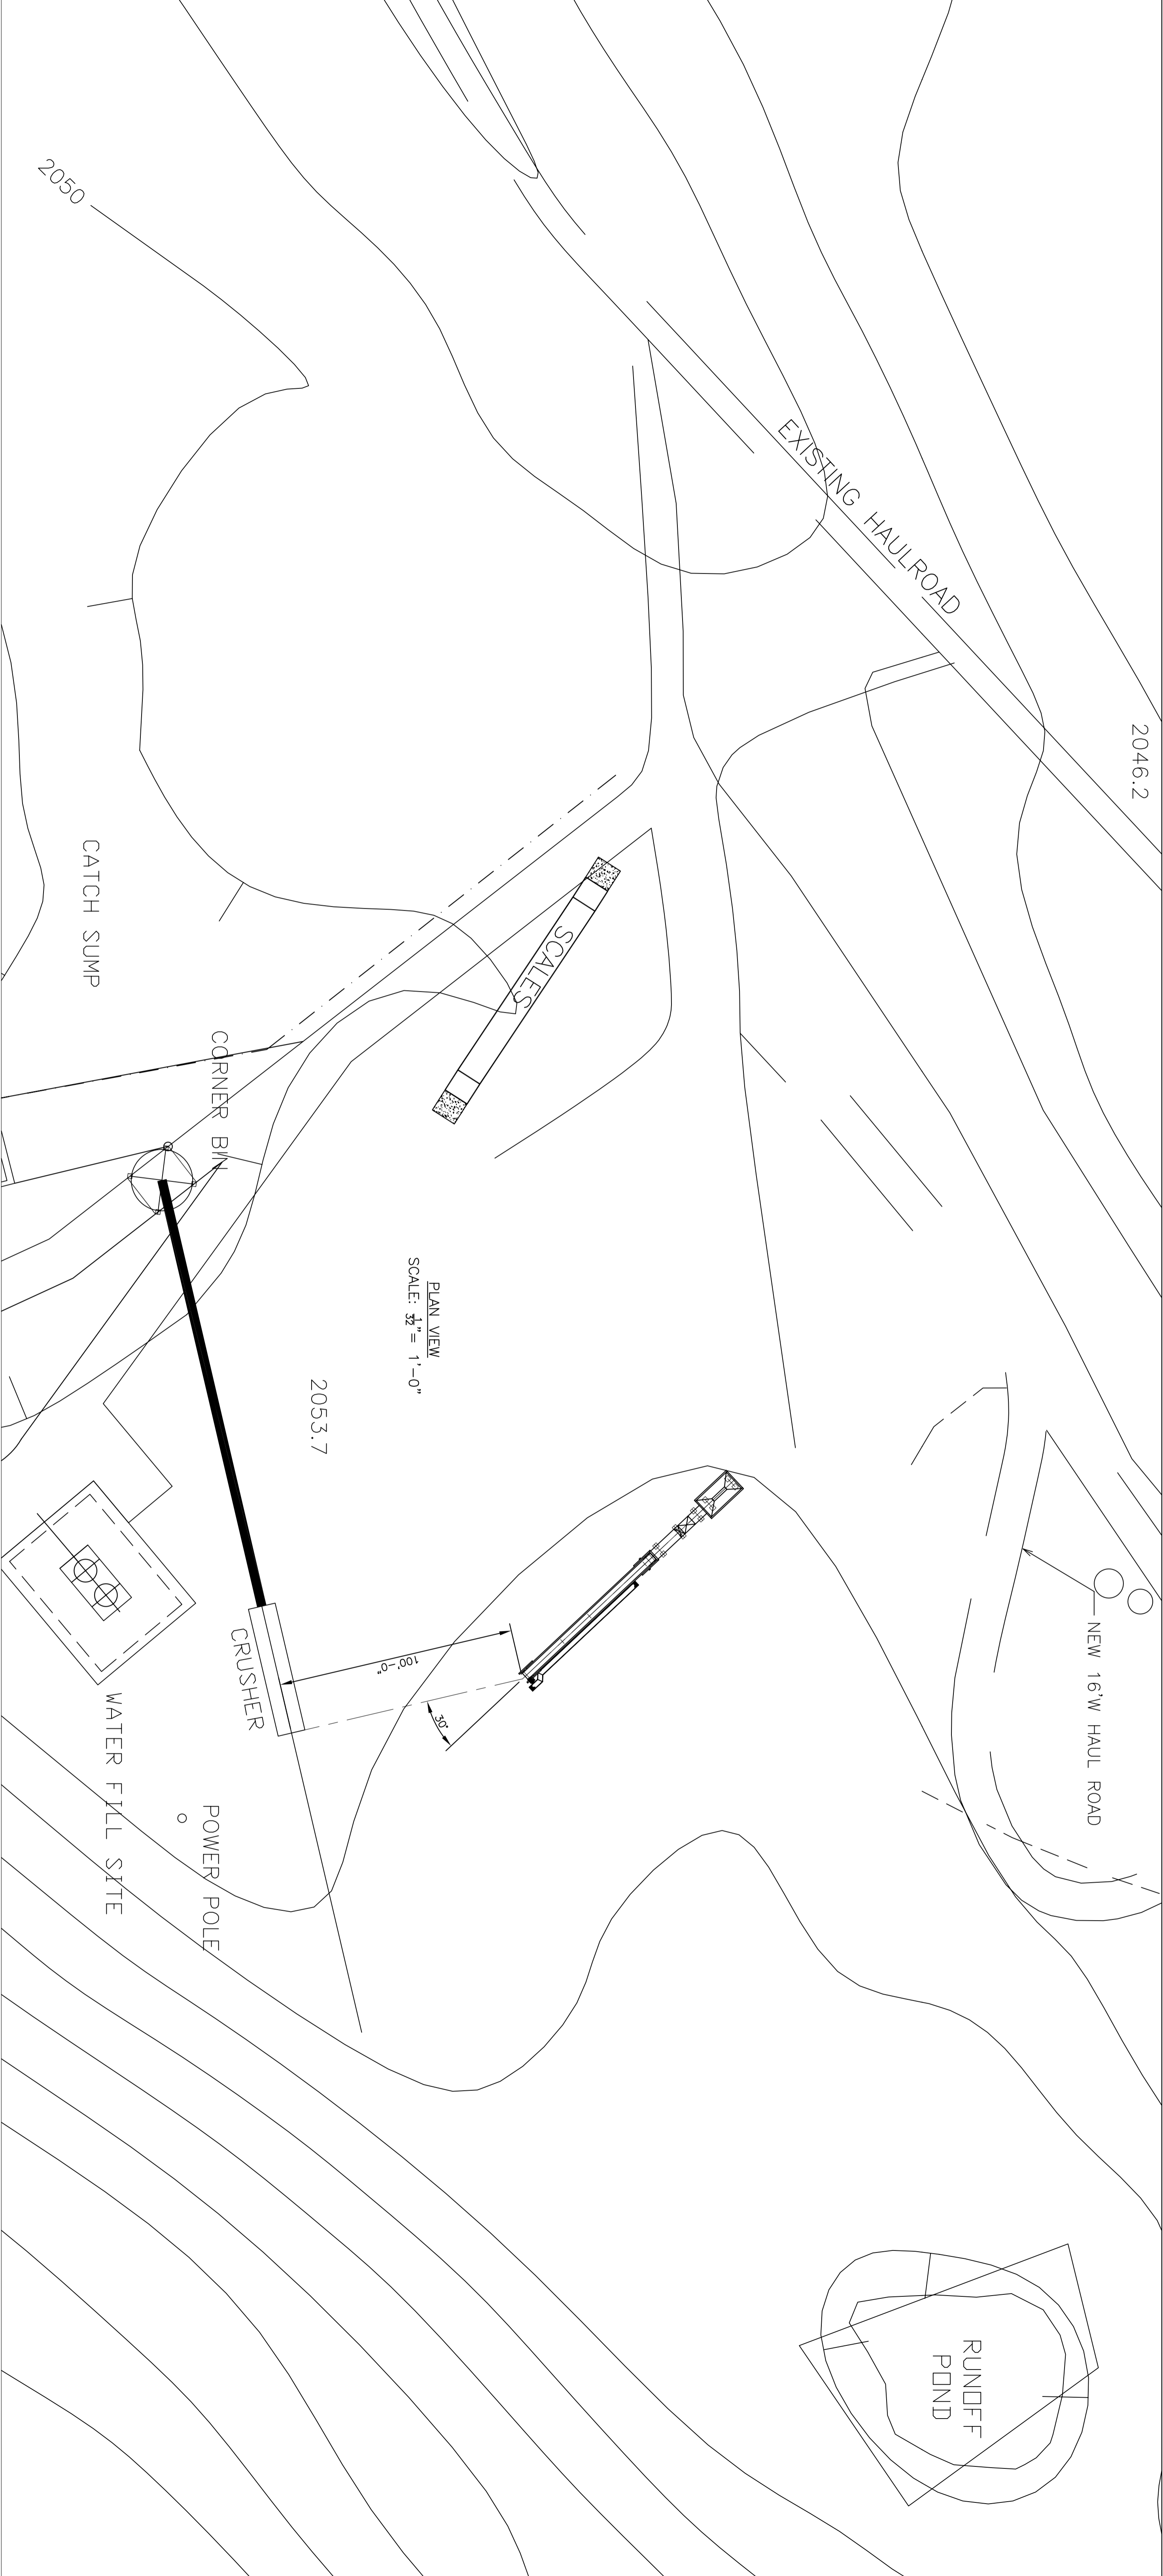 2050
EXISTING HAULROAD
2046.2
CATCH SUMP
SCALES
CORNER BIN
PLAN VIEW
SCALE: 1/32"= 1'-0"
2053.7
NEW 16'W HAUL ROAD
CRUSHER
100'-0"
30°
WATER FILL SITE
POWER POLE
RUNOFF
POND